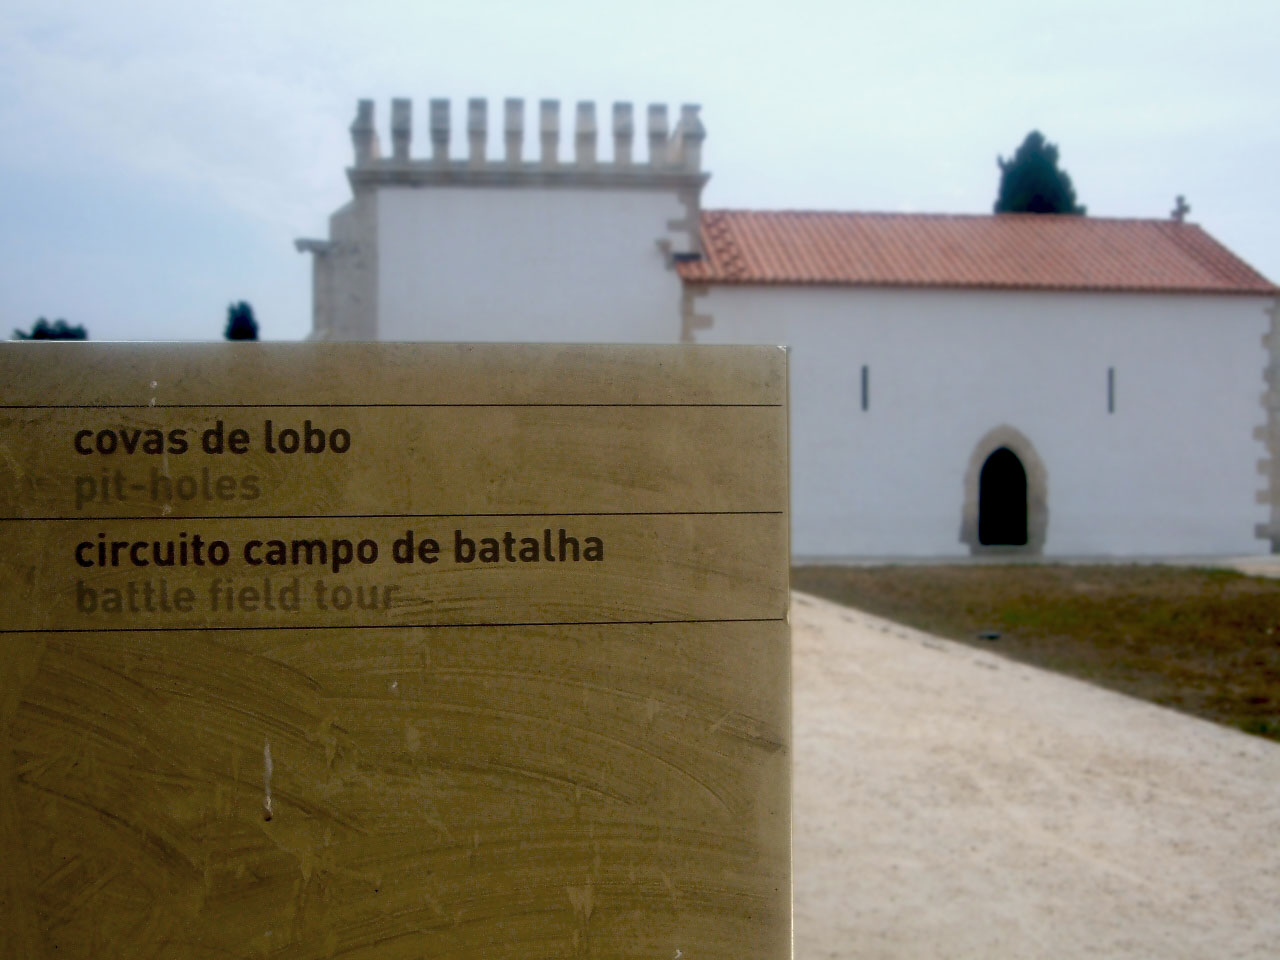 covas de lobo
pit-holes
circuito campo de batalha
battle field tour